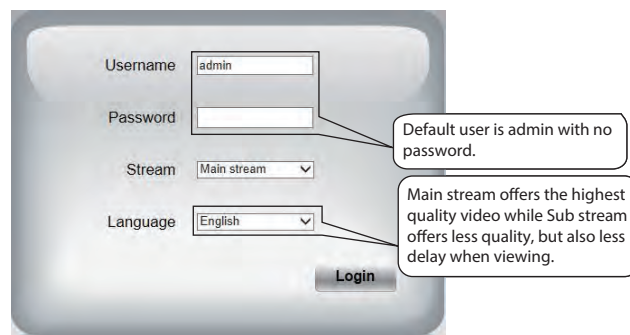 Username admin
Password
Default user is admin with no
password.
Stream Main stream
Main stream offers the highest
quality video while Sub stream
offers less quality, but also less
delay when viewing.
Language English
Login